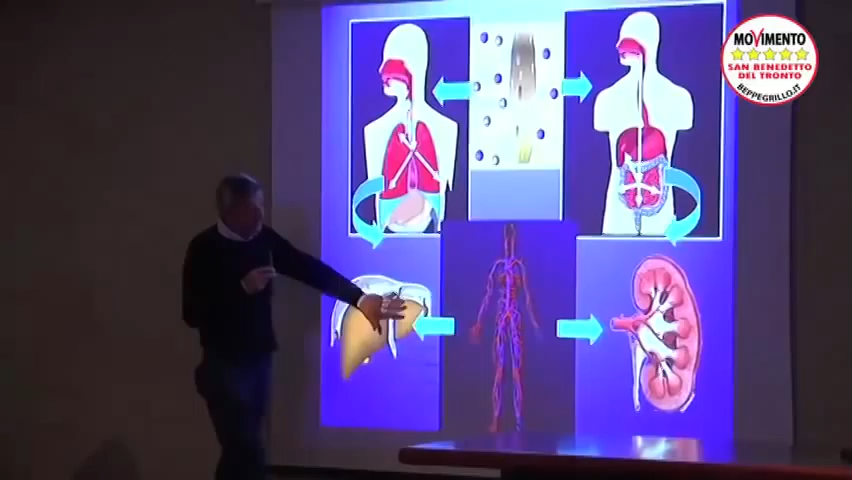 MOVIMENTO
SAN BENEDETTO
DEL TRONTO
BEPPEGRILLO.IT